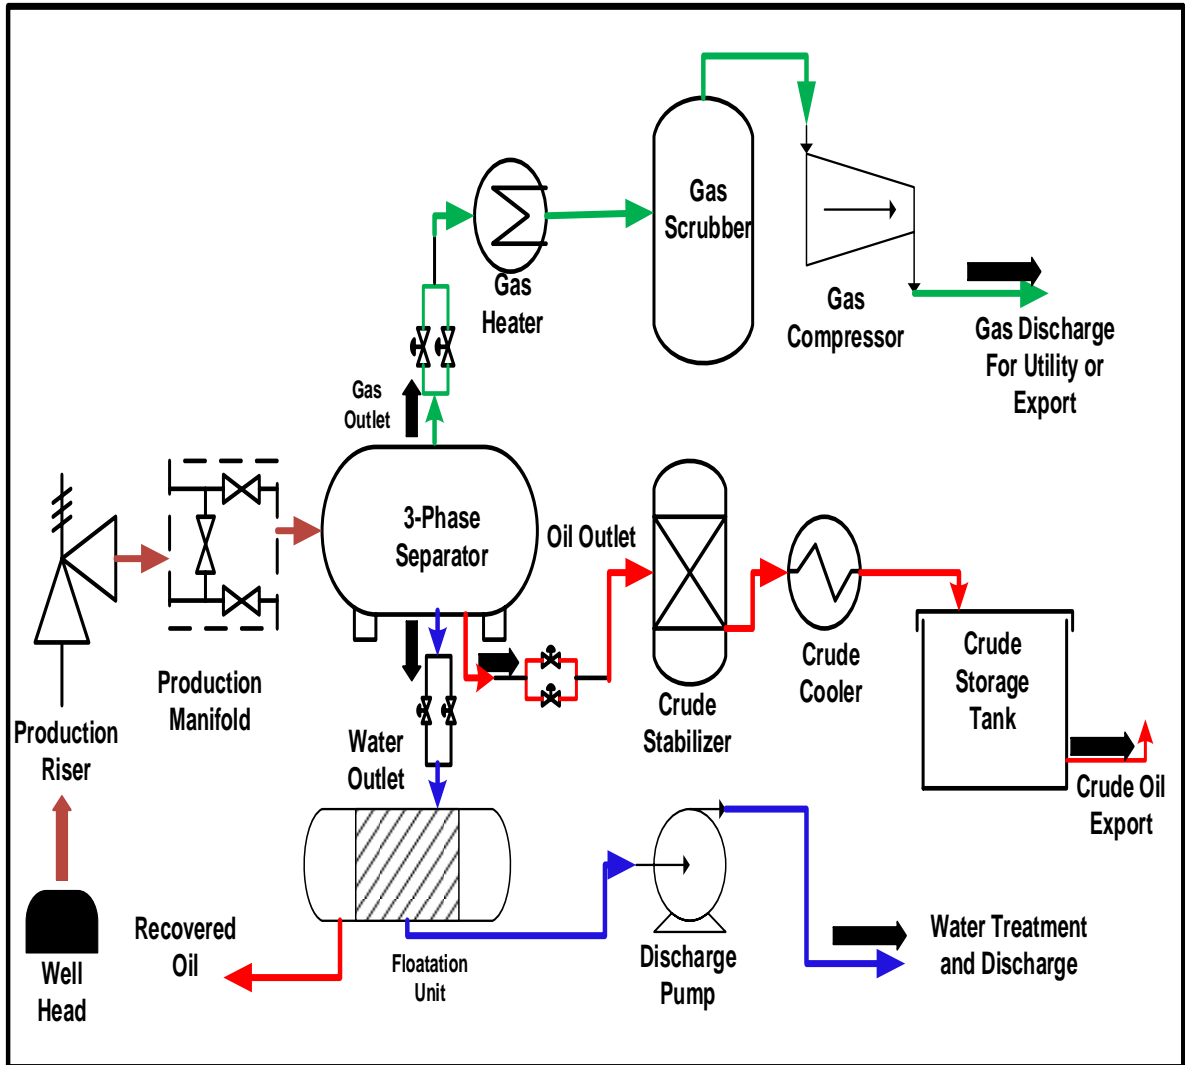 Gas
Scrubber
Gas
Heater
Gas
Compressor
Gas Discharge
For Utility or
Export
Gas
Outlet
3-Phase
Separator
Oil Outlet
Production
Manifold
Production
Riser
Water
Outlet
Crude
Stabilizer
Crude
Cooler
Crude
Storage
Tank
Crude Oil
Export
Well
Head
Recovered
Oil
Floatation
Unit
Discharge
Pump
Water Treatment
and Discharge